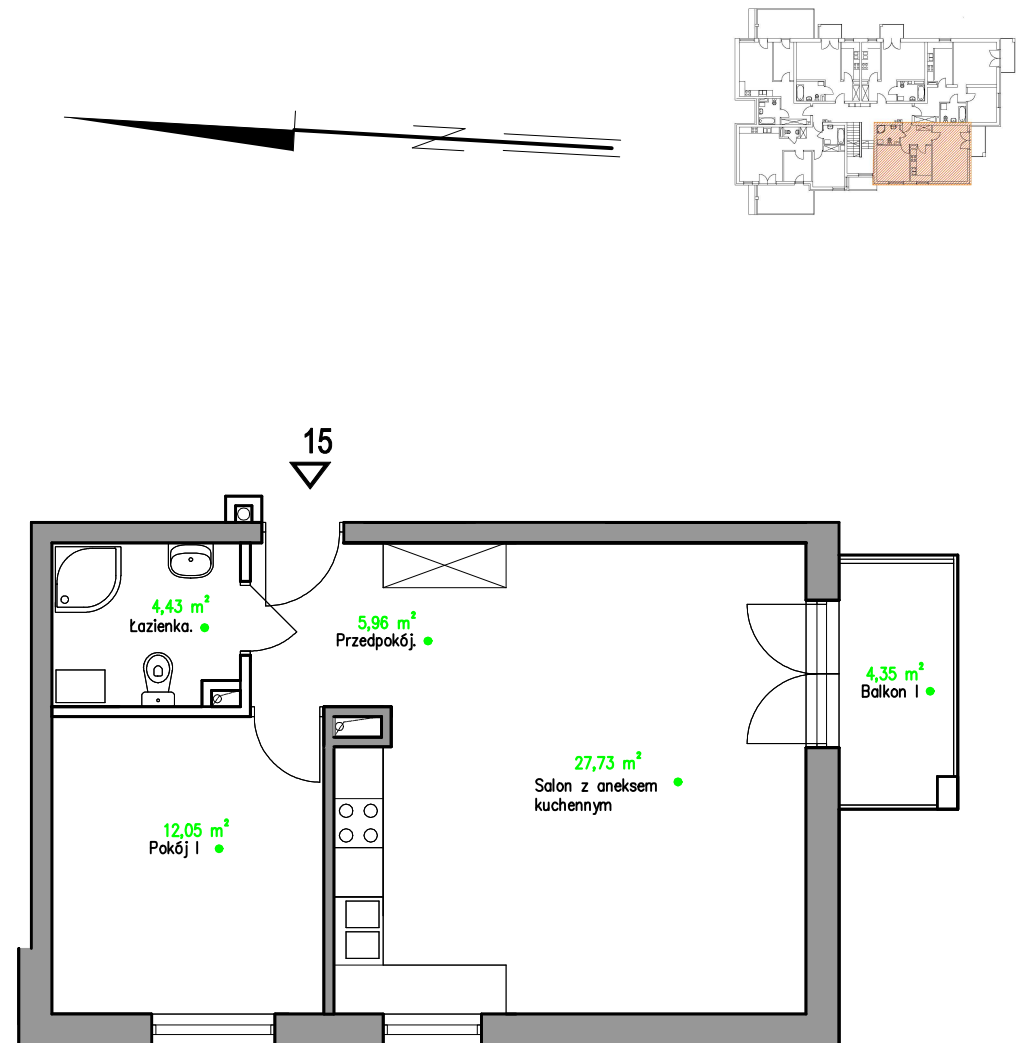 15
4,43 m²
Łazienka.
5,96 m²
Przedpokój.
4,35 m²
Balkon I
27,73 m²
Salon z aneksem
kuchennym
12,05 m²
Pokój I